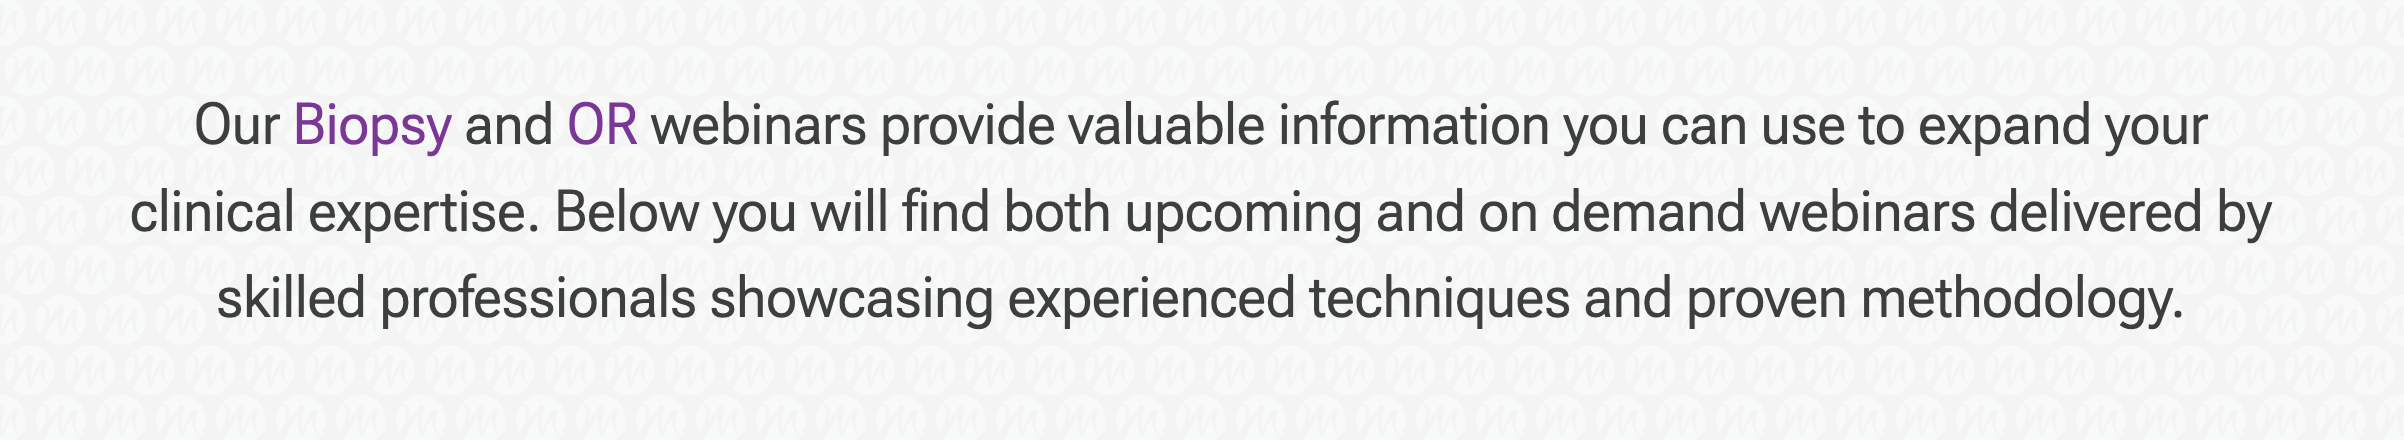 Our Biopsy and OR webinars provide valuable information you can use to expand your
clinical expertise. Below you will find both upcoming and on demand webinars delivered by
skilled professionals showcasing experienced techniques and proven methodology.